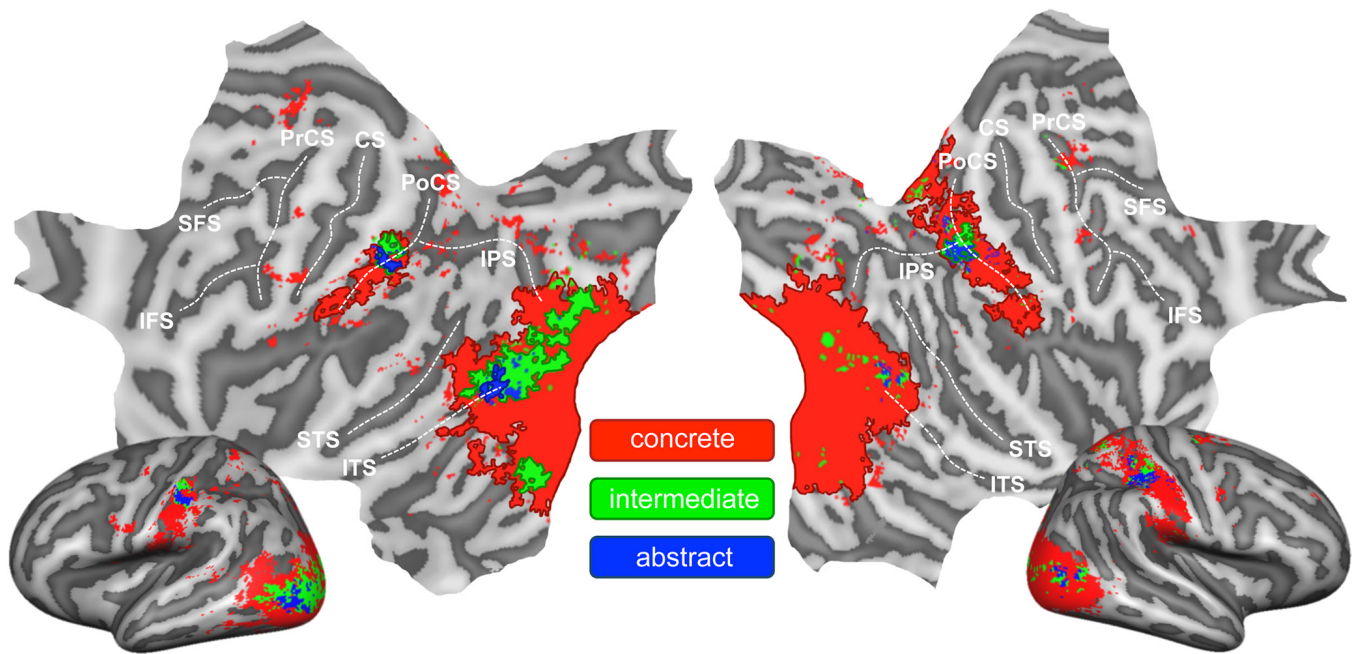 PrCS
CS
PoCS
SFS
IPS
IFS
STS
ITS
CS
PrCS
PoCS
SFS
IPS
IFS
STS
ITS
concrete
intermediate
abstract